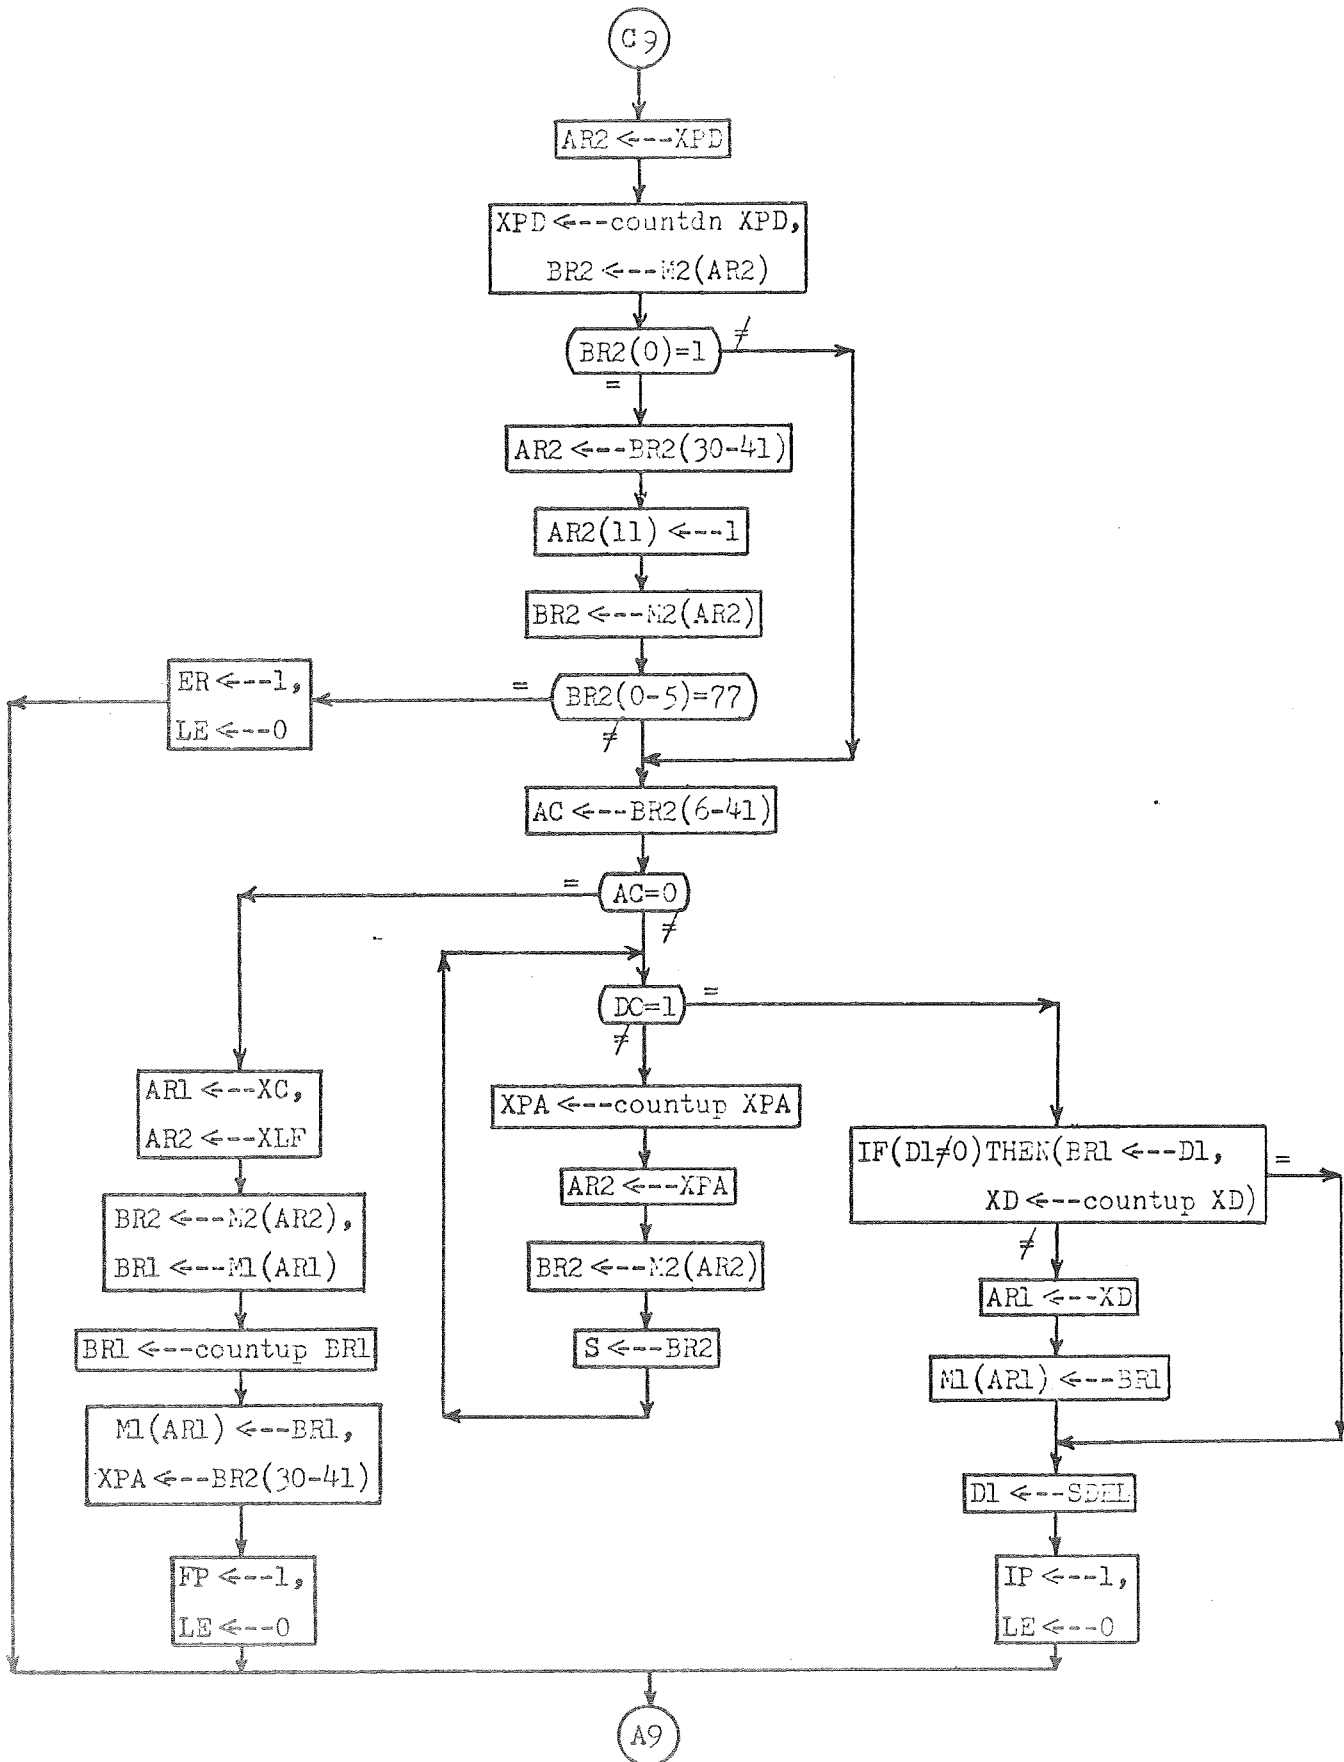 C9
AR2 <---XPD
XPD <---countdn XPD,
BR2 <---M2(AR2)
BR2(0)=1
≠
=
AR2 <---BR2(30-41)
AR2(11) <---1
BR2 <---M2(AR2)
BR2(0-5)=77
=
≠
ER <---1,
LE <---0
AC <---BR2(6-41)
AC=0
=
≠
DC=1
=
≠
AR1 <---XC,
AR2 <---XLF
BR2 <---M2(AR2),
BR1 <---M1(AR1)
BR1 <---countup BR1
M1(AR1) <---BR1,
XPA <---BR2(30-41)
FP <---1,
LE <---0
XPA <---countup XPA
AR2 <---XPA
BR2 <---M2(AR2)
S <---BR2
IF(D1≠0)THEN(BR1 <---D1,
XD <---countup XD)
=
≠
AR1 <---XD
M1(AR1) <---BR1
D1 <---SDEL
IP <---1,
LE <---0
A9